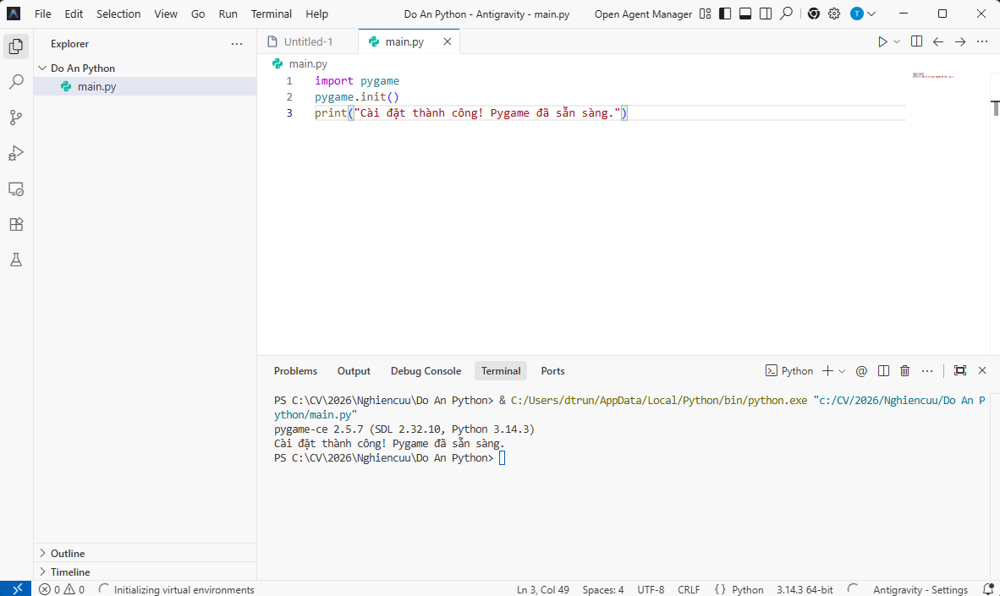 File Edit Selection View Go Run Terminal Help Do An Python - Antigravity - main.py Open Agent Manager T
Explorer ···
Untitled-1 main.py
Do An Python
main.py
main.py
1 import pygame
2 pygame.init()
3 print("Cài đặt thành công! Pygame đã sẵn sàng.")
Problems Output Debug Console Terminal Ports Python
PS C:\CV\2026\Nghiencuu\Do An Python> & C:/Users/dtrun/AppData/Local/Python/bin/python.exe "c:/CV/2026/Nghiencuu/Do An P
ython/main.py"
pygame-ce 2.5.7 (SDL 2.32.10, Python 3.14.3)
Cài đặt thành công! Pygame đã sẵn sàng.
PS C:\CV\2026\Nghiencuu\Do An Python>
Outline
Timeline
0 0 Initializing virtual environments Ln 3, Col 49 Spaces: 4 UTF-8 CRLF {} Python 3.14.3 64-bit Antigravity - Settings